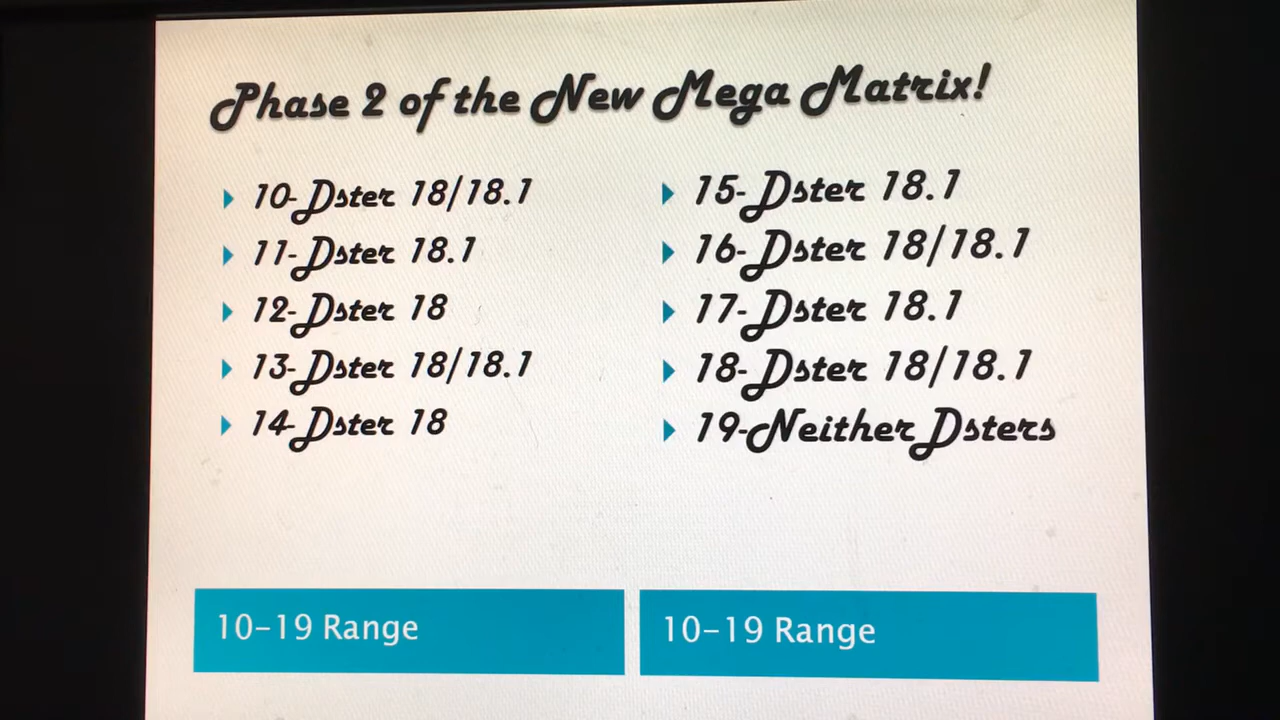 Phase 2 of the New Mega Matrix!
10-Dster 18/18.1
11-Dster 18.1
12-Dster 18
13-Dster 18/18.1
14-Dster 18
15-Dster 18.1
16-Dster 18/18.1
17-Dster 18.1
18-Dster 18/18.1
19-Neither Dsters
10-19 Range
10-19 Range